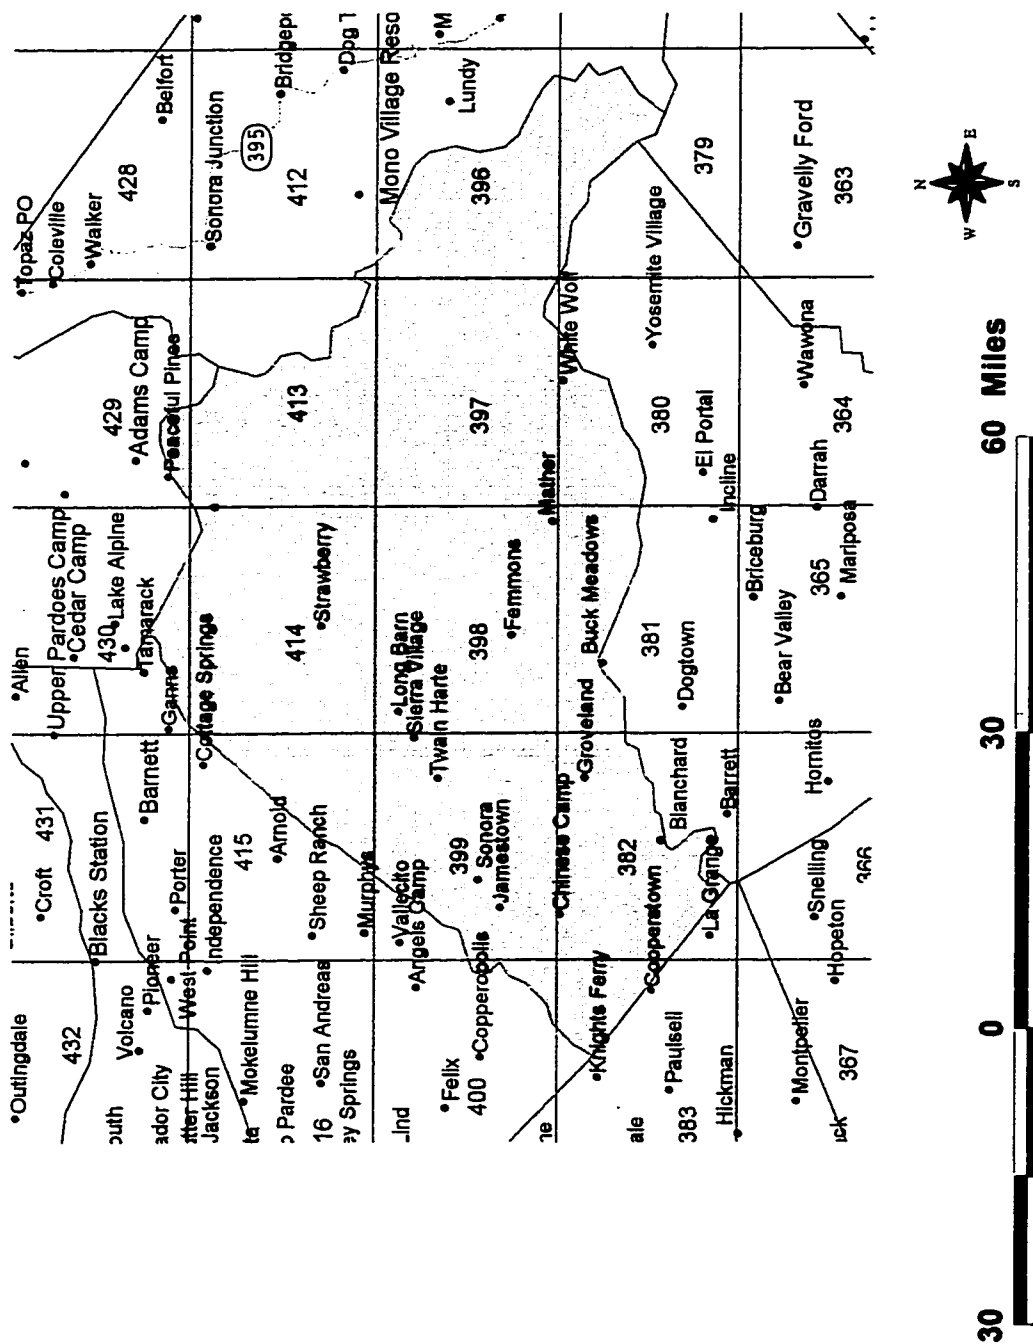 Outingdale
Allen
Topaz PO
Croft
431
Upper Pardoes Camp
Coleville
432
Cedar Camp
Walker
Blacks Station
430
Lake Alpine
429
428
Volcano
Tamarack
Adams Camp
Pioneer
Barnett
Belfort
ador City
West Point
Porter
Ganns
Peaceful Pines
tter Hill
Jackson
Independence
Cottage Springs
Sonora Junction
Mokelumne Hill
415
395
Pardee
Arnold
414
413
412
Bridgep
San Andreas
Sheep Ranch
Strawberry
16
ey Springs
Murphys
Dog T
Mono Village Reso
Ind
Vallecito
Long Barn
Angels Camp
Sierra Village
Felix
Twain Harte
M
Lundy
400
Copperopolis
399
Sonora
398
397
396
Jamestown
Femmons
ne
Chinese Camp
Mather
White Wolf
Knights Ferry
Groveland
Buck Meadows
ale
382
Cooperstown
381
380
Yosemite Village
Paulsell
Blanchard
Dogtown
383
La Grange
El Portal
379
Hickman
Barrett
Incline
Briceburg
Bear Valley
Montpelier
Snelling
Hornitos
365
Darrah
Wawona
Gravelly Ford
ck
367
Hopeton
366
Mariposa
364
363
N
W
E
S
30
0
30
60 Miles